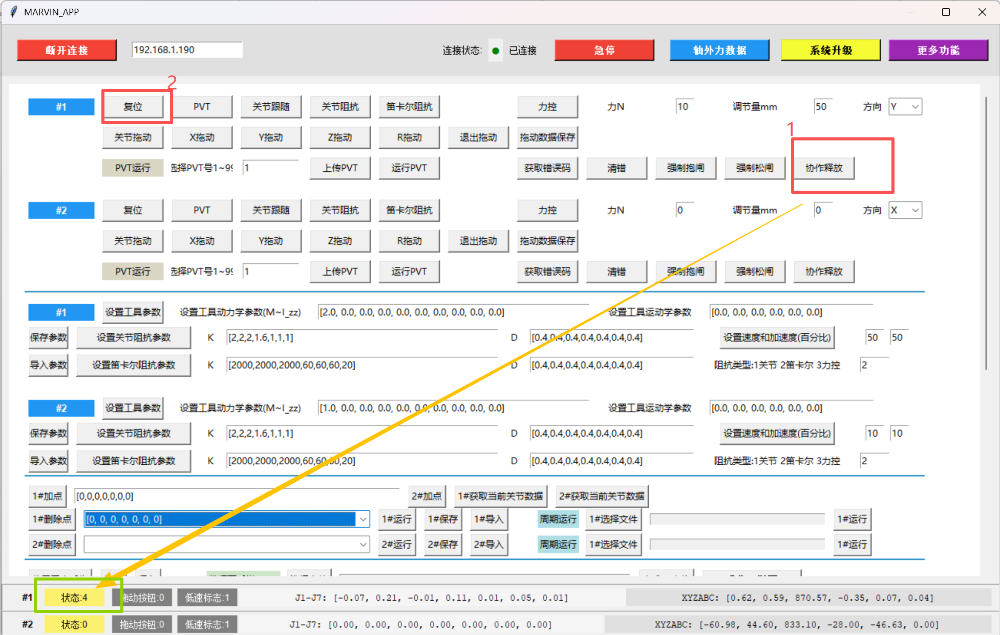 MARVIN_APP
断开连接 192.168.1.190 连接状态: 已连接 急停 轴外力数据 系统升级 更多功能
2
#1 复位 PVT 关节跟随 关节阻抗 笛卡尔阻抗 力控 力N 10 调节量mm 50 方向 Y
1
关节拖动 X拖动 Y拖动 Z拖动 R拖动 退出拖动 拖动数据保存
PVT运行 选择PVT号1~99 1 上传PVT 运行PVT 获取错误码 清错 强制抱闸 强制松闸 协作释放
#2 复位 PVT 关节跟随 关节阻抗 笛卡尔阻抗 力控 力N 0 调节量mm 0 方向 X
关节拖动 X拖动 Y拖动 Z拖动 R拖动 退出拖动 拖动数据保存
PVT运行 选择PVT号1~99 1 上传PVT 运行PVT 获取错误码 清错 强制抱闸 强制松闸 协作释放
#1 设置工具参数 设置工具动力学参数(M~I_zz) [2.0, 0.0, 0.0, 0.0, 0.0, 0.0, 0.0, 0.0, 0.0, 0.0] 设置工具运动学参数 [0.0, 0.0, 0.0, 0.0, 0.0, 0.0]
保存参数 设置关节阻抗参数 K [2,2,2,1.6,1,1,1] D [0.4,0.4,0.4,0.4,0.4,0.4,0.4] 设置速度和加速度(百分比) 50 50
导入参数 设置笛卡尔阻抗参数 K [2000,2000,2000,60,60,60,20] D [0.4,0.4,0.4,0.4,0.4,0.4,0.4] 阻抗类型:1关节 2笛卡尔 3力控 2
#2 设置工具参数 设置工具动力学参数(M~I_zz) [1.0, 0.0, 0.0, 0.0, 0.0, 0.0, 0.0, 0.0, 0.0, 0.0] 设置工具运动学参数 [0.0, 0.0, 0.0, 0.0, 0.0, 0.0]
保存参数 设置关节阻抗参数 K [2,2,2,1.6,1,1,1] D [0.4,0.4,0.4,0.4,0.4,0.4,0.4] 设置速度和加速度(百分比) 10 10
导入参数 设置笛卡尔阻抗参数 K [2000,2000,2000,60,60,60,20] D [0.4,0.4,0.4,0.4,0.4,0.4,0.4] 阻抗类型:1关节 2笛卡尔 3力控 2
1#加点 [0,0,0,0,0,0,0] 2#加点 1#获取当前关节数据 2#获取当前关节数据
1#删除点 [0, 0, 0, 0, 0, 0, 0] 1#运行 1#保存 1#导入 周期运行 1#选择文件 1#运行
2#删除点 2#运行 2#保存 2#导入 周期运行 1#选择文件 1#运行
#1 状态:4 拖动按钮:0 低速标志:1 J1-J7: [-0.07, 0.21, -0.01, 0.11, 0.01, 0.05, 0.01] XYZABC: [0.62, 0.59, 870.57, -0.35, 0.07, 0.04]
#2 状态:0 拖动按钮:0 低速标志:1 J1-J7: [0.00, 0.00, 0.00, 0.00, 0.00, 0.00, 0.00] XYZABC: [-60.98, 44.60, 833.10, -28.00, -46.63, 0.00]